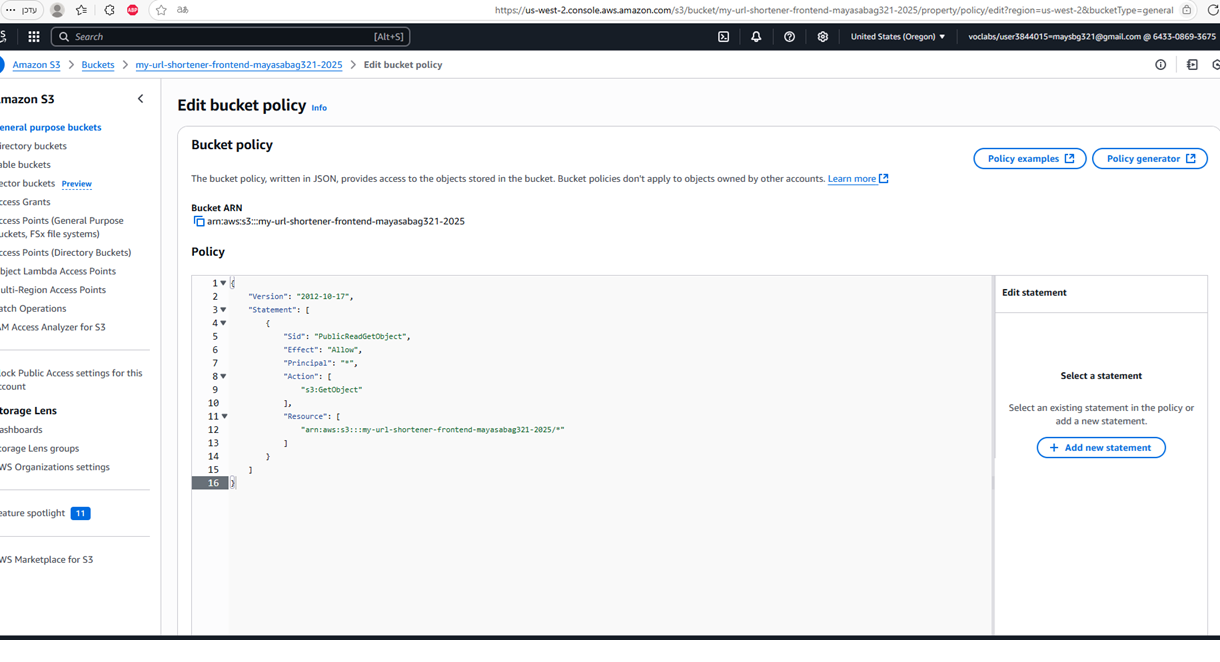 עדכן
ABP
aあ
https://us-west-2.console.aws.amazon.com/s3/bucket/my-url-shortener-frontend-mayasabag321-2025/property/policy/edit?region=us-west-2&bucketType=general
Search
[Alt+S]
United States (Oregon)
voclabs/user3844015=maysbg321@gmail.com @ 6433-0869-3675
Amazon S3
Buckets
my-url-shortener-frontend-mayasabag321-2025
Edit bucket policy
mazon S3
eneral purpose buckets
irectory buckets
able buckets
ector buckets Preview
ccess Grants
ccess Points (General Purpose
uckets, FSx file systems)
ccess Points (Directory Buckets)
bject Lambda Access Points
ulti-Region Access Points
atch Operations
AM Access Analyzer for S3
lock Public Access settings for this
ccount
torage Lens
ashboards
torage Lens groups
WS Organizations settings
eature spotlight 11
WS Marketplace for S3
Edit bucket policy Info
Bucket policy
Policy examples
Policy generator
The bucket policy, written in JSON, provides access to the objects stored in the bucket. Bucket policies don't apply to objects owned by other accounts. Learn more
Bucket ARN
arn:aws:s3:::my-url-shortener-frontend-mayasabag321-2025
Policy
1 {
2 "Version": "2012-10-17",
3 "Statement": [
4 {
5 "Sid": "PublicReadGetObject",
6 "Effect": "Allow",
7 "Principal": "*",
8 "Action": [
9 "s3:GetObject"
10 ],
11 "Resource": [
12 "arn:aws:s3:::my-url-shortener-frontend-mayasabag321-2025/*"
13 ]
14 }
15 ]
16 }
Edit statement
Select a statement
Select an existing statement in the policy or
add a new statement.
+ Add new statement